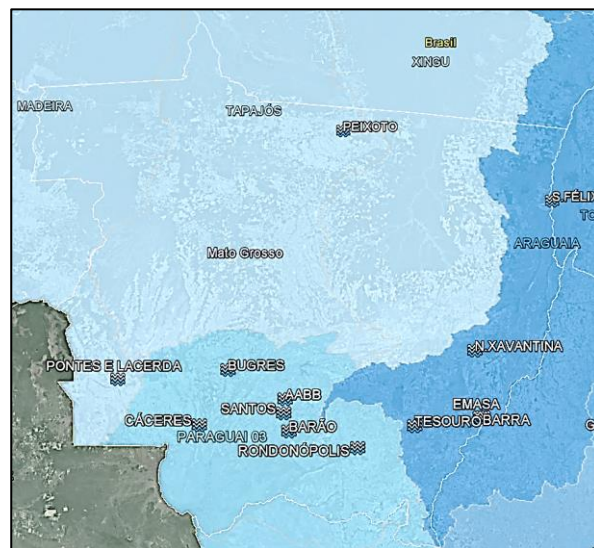 Brasil
XINGU
MADEIRA
TAPAJÓS
PEIXOTO
S.FÉLIX
TO
ARAGUAIA
Mato Grosso
N.XAVANTINA
PONTES E LACERDA
BUGRES
AABB
SANTOS
EMASA
BARRA
TESOURO
CÁCERES
BARÃO
PARAGUAI 03
RONDONÓPOLIS
G